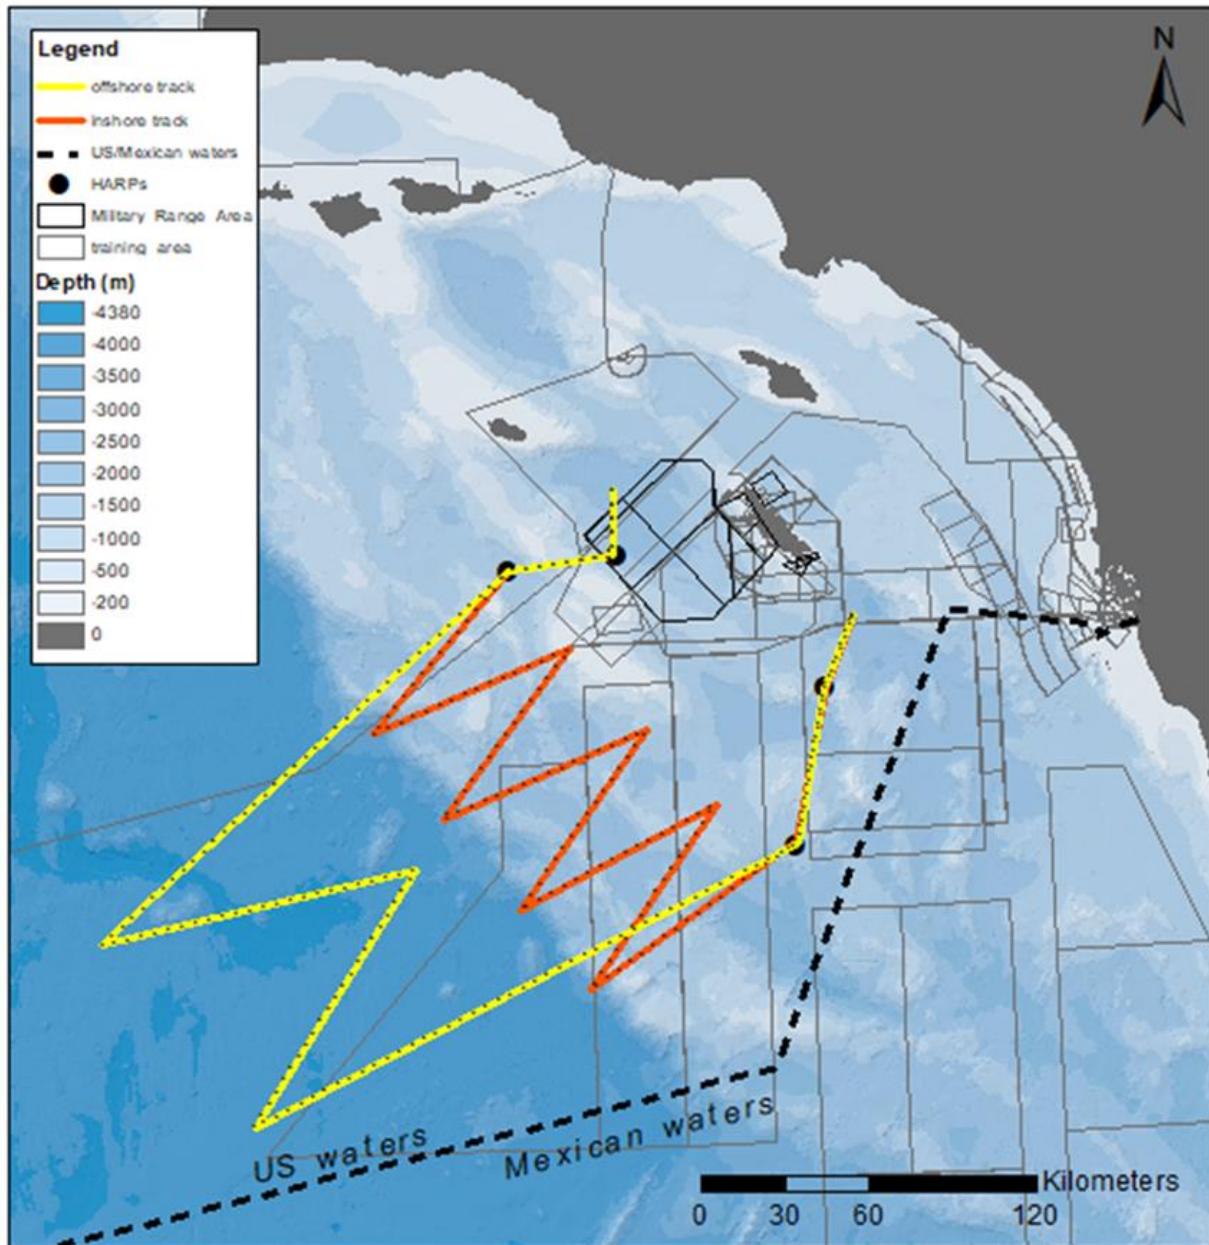 Legend
offshore track
inshore track
US/Mexican waters
HARPs
Military Range Area
training area
Depth (m)
-4380
-4000
-3500
-3000
-2500
-2000
-1500
-1000
-500
-200
0
N
US waters
Mexican waters
Kilometers
0 30 60 120